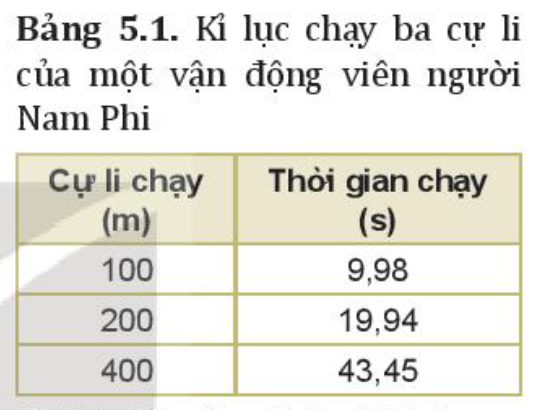 Bảng 5.1. Kỉ lục chạy ba cự li
của một vận động viên người
Nam Phi
Cự li chạy Thời gian chạy
(m) (s)
100 9,98
200 19,94
400 43,45